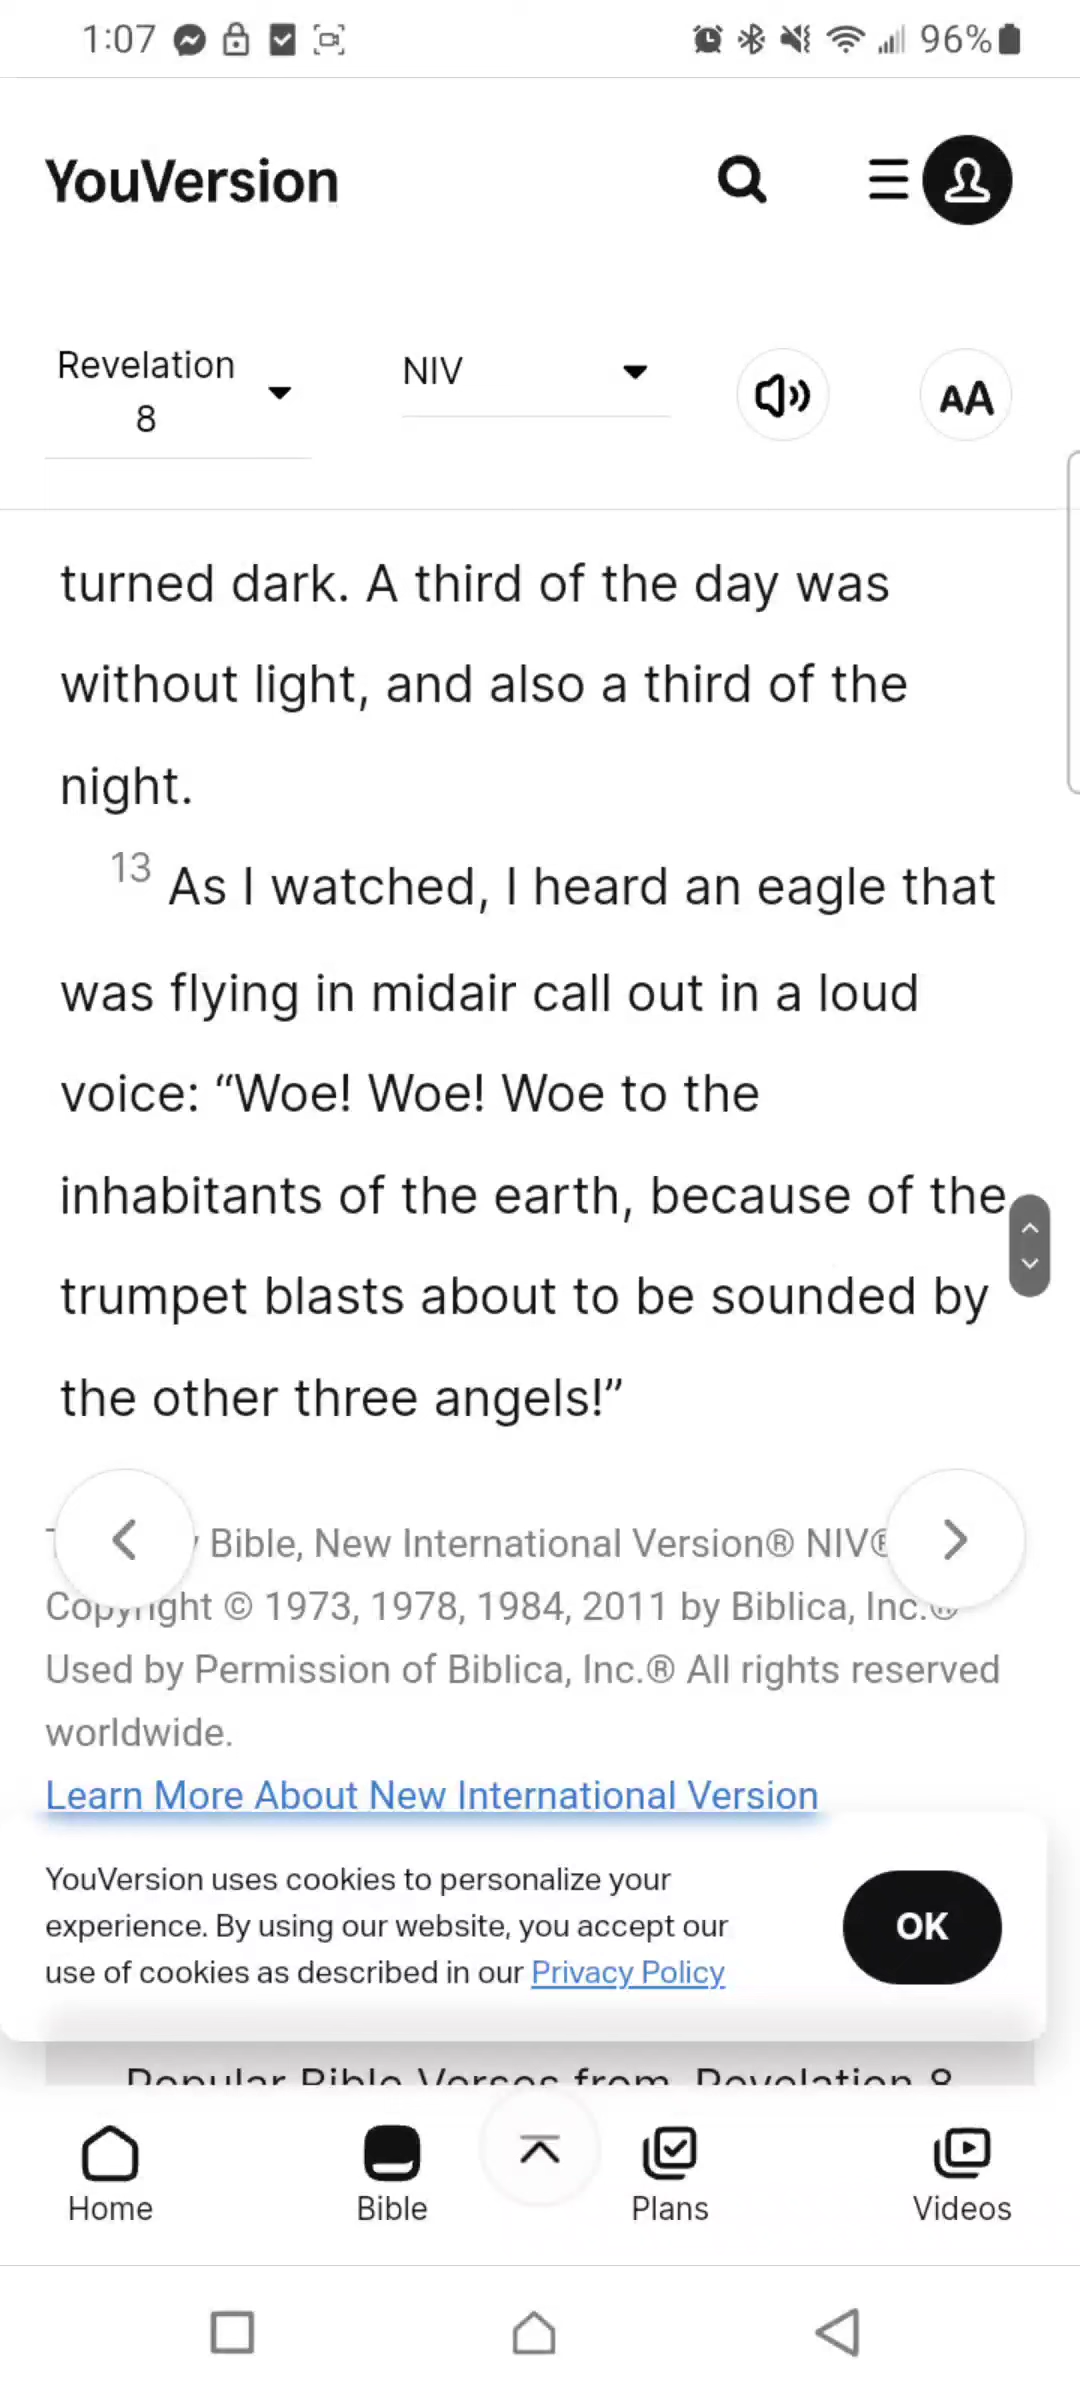 1:07
96%
YouVersion
Revelation
8
NIV
AA
turned dark. A third of the day was
without light, and also a third of the
night.
13 As I watched, I heard an eagle that
was flying in midair call out in a loud
voice: “Woe! Woe! Woe to the
inhabitants of the earth, because of the
trumpet blasts about to be sounded by
the other three angels!”
Bible, New International Version® NIV®
Copyright © 1973, 1978, 1984, 2011 by Biblica, Inc.®
Used by Permission of Biblica, Inc.® All rights reserved
worldwide.
Learn More About New International Version
YouVersion uses cookies to personalize your
experience. By using our website, you accept our
use of cookies as described in our Privacy Policy
OK
Popular Bible Verses from Revelation 8
Home
Bible
Plans
Videos